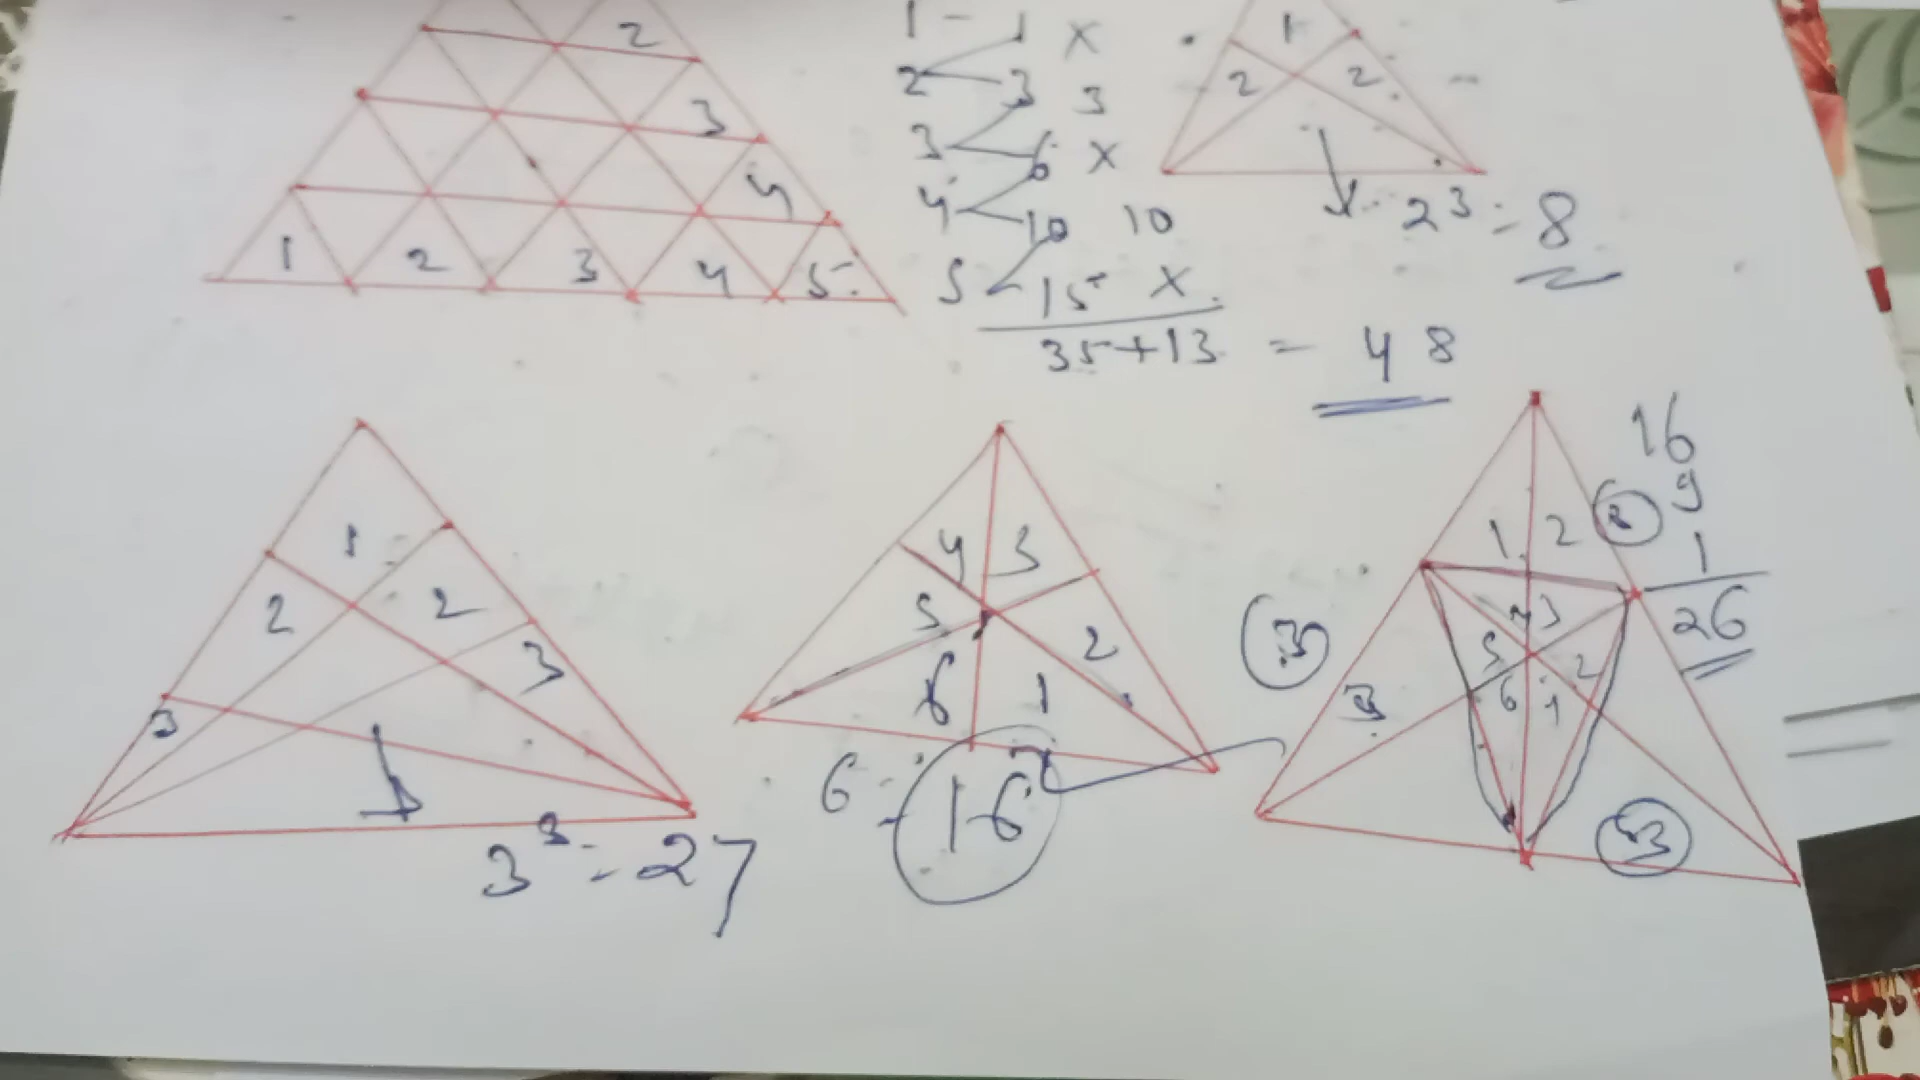 2
3
4
1 2 3 4 5
1 - 1 X
2 3 3
3 6 X
4 10 10
5 15 X
35+13 = 48
1
2 2
2³ = 8
1
2 2
3 3
3³ = 27
4 3
5 2
6 1
6
16
16
9
1
26
1 2
3
5 2
6 1
3
3